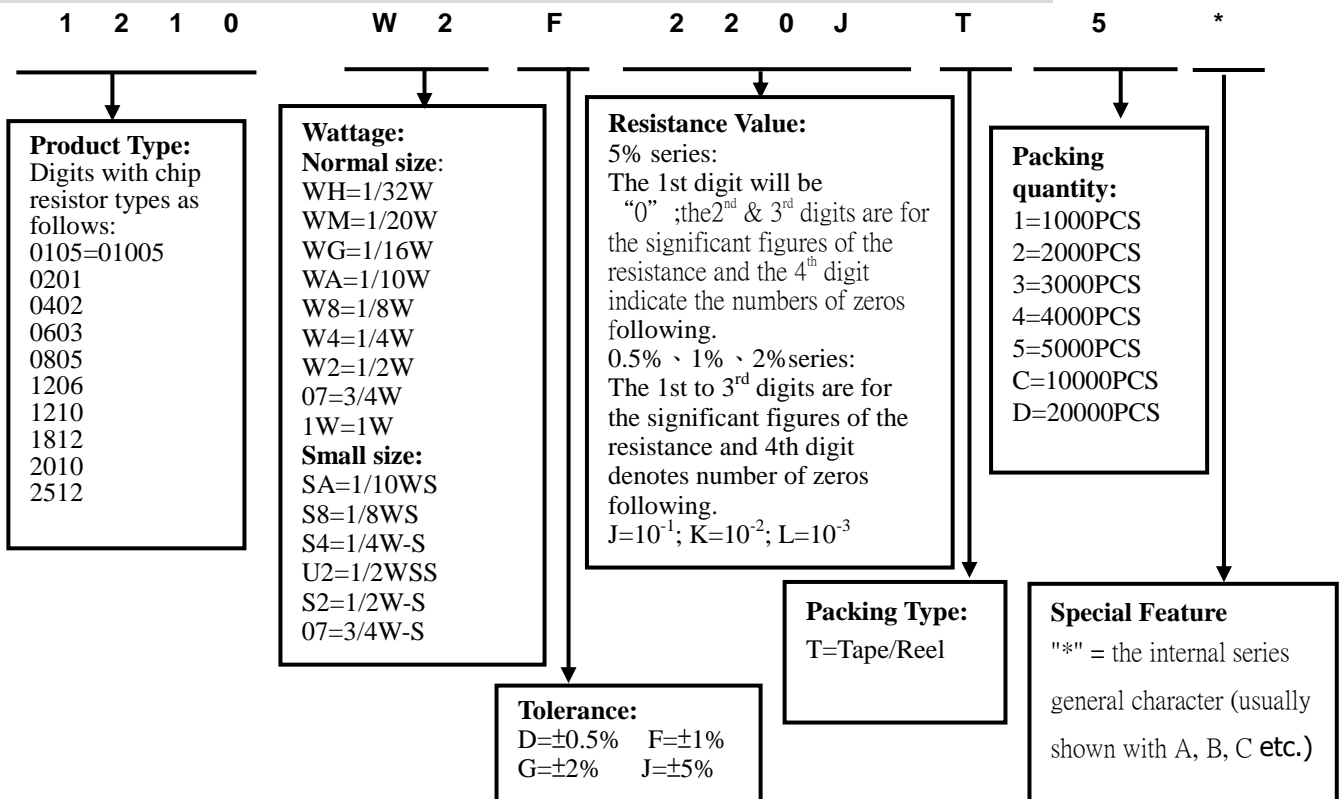 1 2 1 0 W 2 F 2 2 0 J T 5 *
Product Type:
Digits with chip
resistor types as
follows:
0105=01005
0201
0402
0603
0805
1206
1210
1812
2010
2512
Wattage:
Normal size:
WH=1/32W
WM=1/20W
WG=1/16W
WA=1/10W
W8=1/8W
W4=1/4W
W2=1/2W
07=3/4W
1W=1W
Small size:
SA=1/10WS
S8=1/8WS
S4=1/4W-S
U2=1/2WSS
S2=1/2W-S
07=3/4W-S
Tolerance:
D=±0.5% F=±1%
G=±2% J=±5%
Resistance Value:
5% series:
The 1st digit will be
“0” ;the2nd & 3rd digits are for
the significant figures of the
resistance and the 4th digit
indicate the numbers of zeros
following.
0.5%、1%、2%series:
The 1st to 3rd digits are for
the significant figures of the
resistance and 4th digit
denotes number of zeros
following.
J=10-1; K=10-2; L=10-3
Packing Type:
T=Tape/Reel
Packing
quantity:
1=1000PCS
2=2000PCS
3=3000PCS
4=4000PCS
5=5000PCS
C=10000PCS
D=20000PCS
Special Feature
"*" = the internal series
general character (usually
shown with A, B, C etc.)